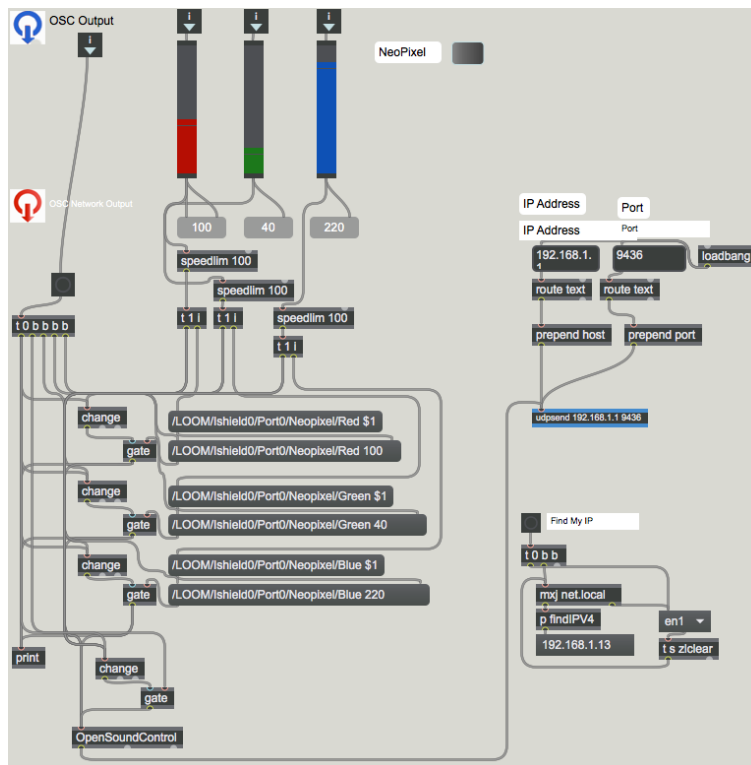 OSC Output
i
i
i
i
NeoPixel
OSC Network Output
100
40
220
IP Address
Port
IP Address
Port
192.168.1.
1
9436
loadbang
speedlim 100
route text
route text
speedlim 100
t 0 b b b b
t 1 i
t 1 i
speedlim 100
prepend host
prepend port
t 1 i
change
/LOOM/Ishield0/Port0/Neopixel/Red $1
udpsend 192.168.1.1 9436
gate
/LOOM/Ishield0/Port0/Neopixel/Red 100
change
/LOOM/Ishield0/Port0/Neopixel/Green $1
gate
/LOOM/Ishield0/Port0/Neopixel/Green 40
Find My IP
t 0 b b
change
/LOOM/Ishield0/Port0/Neopixel/Blue $1
gate
/LOOM/Ishield0/Port0/Neopixel/Blue 220
mxj net.local
p findIPV4
en1
192.168.1.13
t s zlclear
print
change
gate
OpenSoundControl